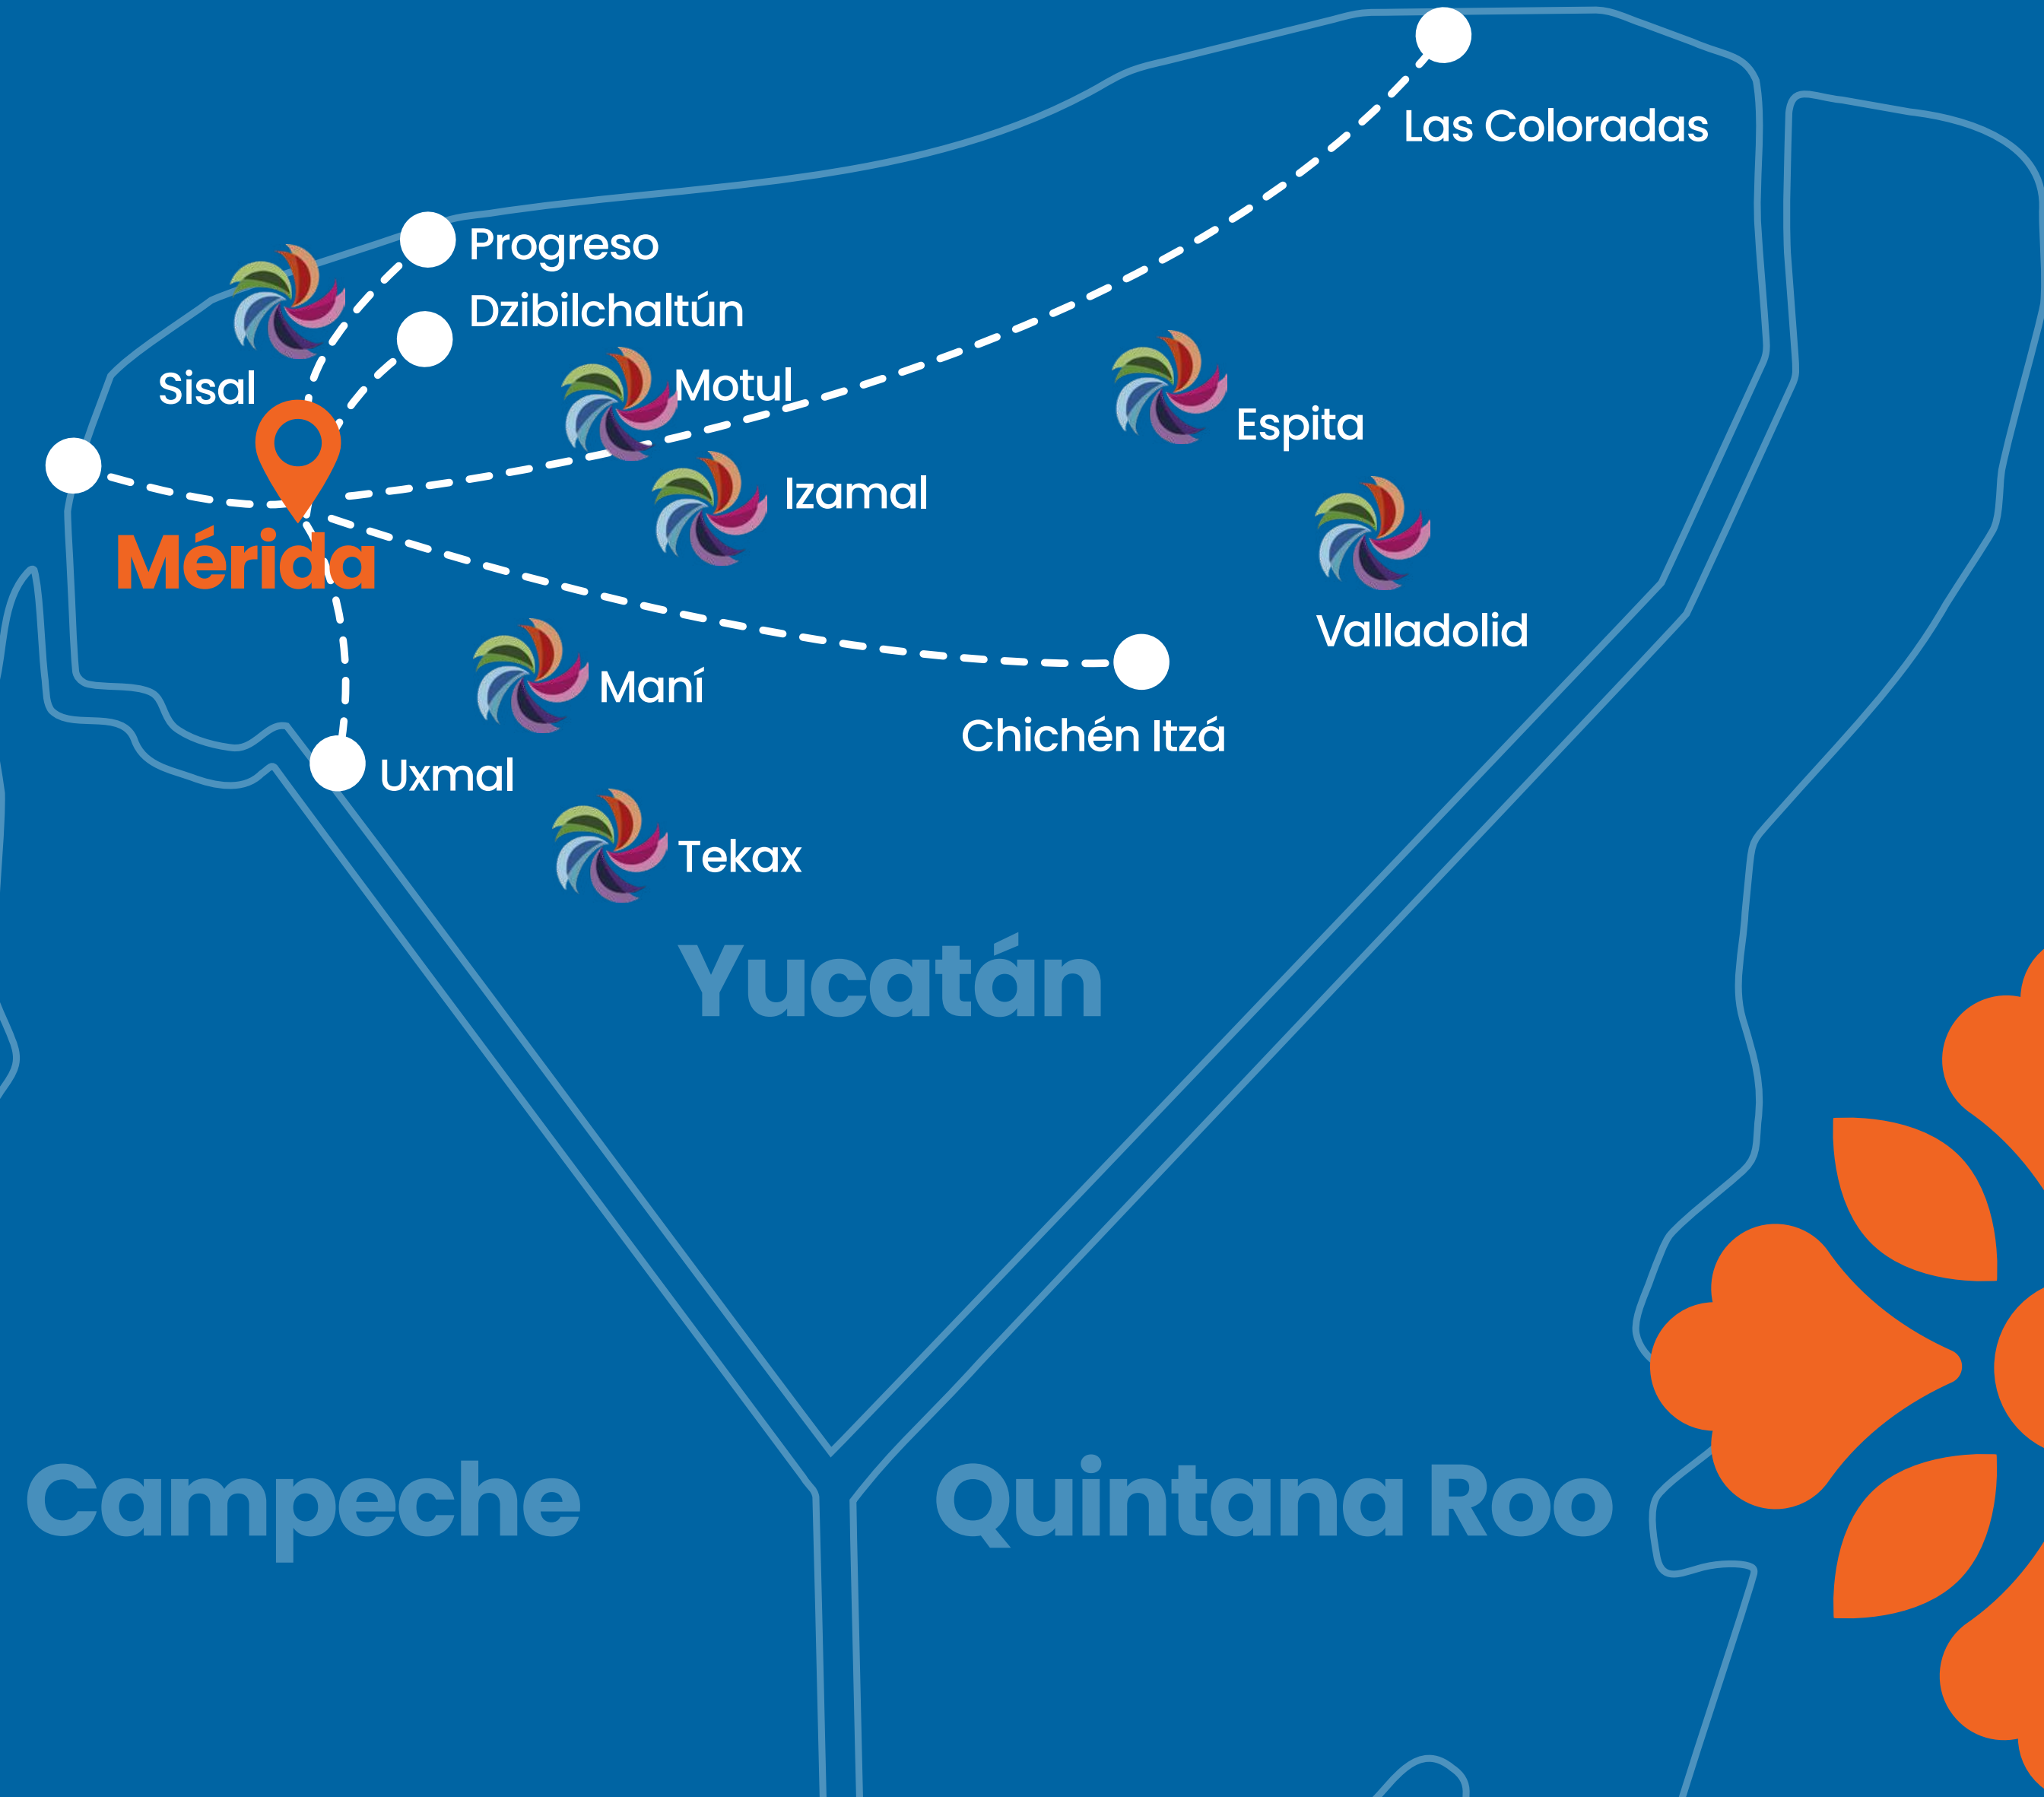 Las Coloradas
Progreso
Dzibilchaltún
Motul
Sisal
Espita
Izamal
Mérida
Valladolid
Maní
Chichén Itzá
Uxmal
Tekax
Yucatán
Campeche
Quintana Roo